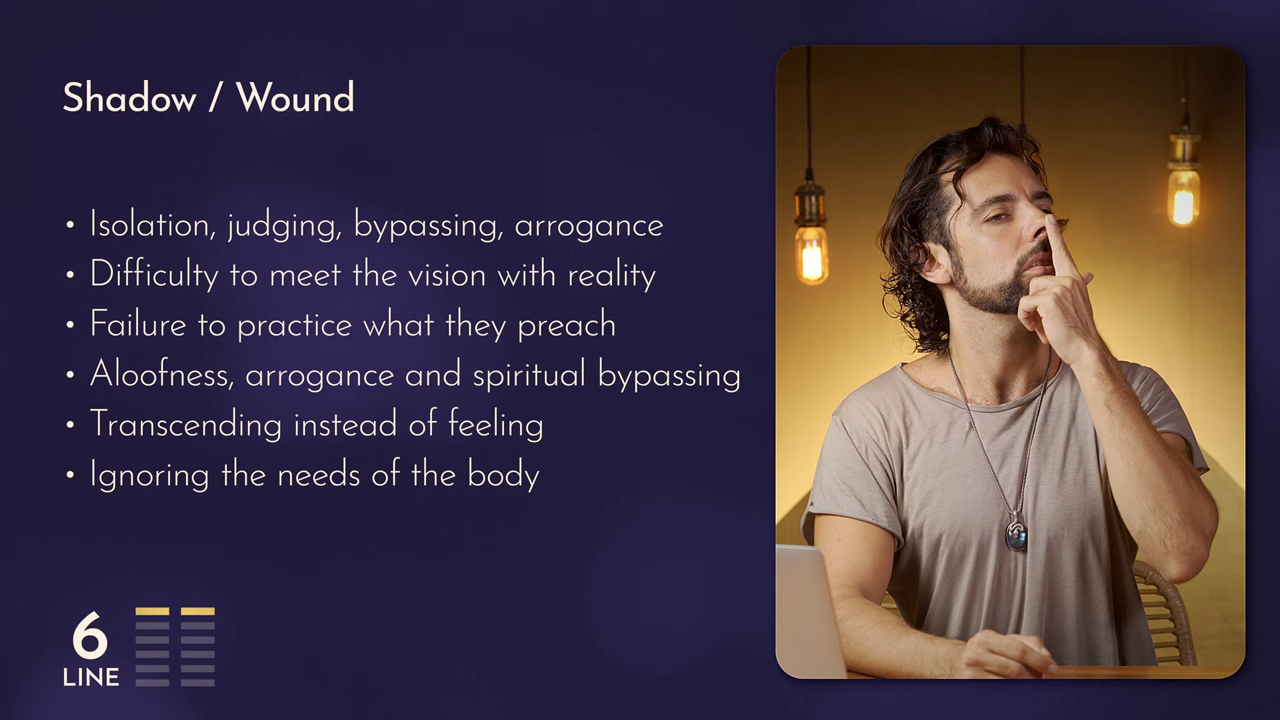 Shadow / Wound
• Isolation, judging, bypassing, arrogance
• Difficulty to meet the vision with reality
• Failure to practice what they preach
• Aloofness, arrogance and spiritual bypassing
• Transcending instead of feeling
• Ignoring the needs of the body
6
LINE